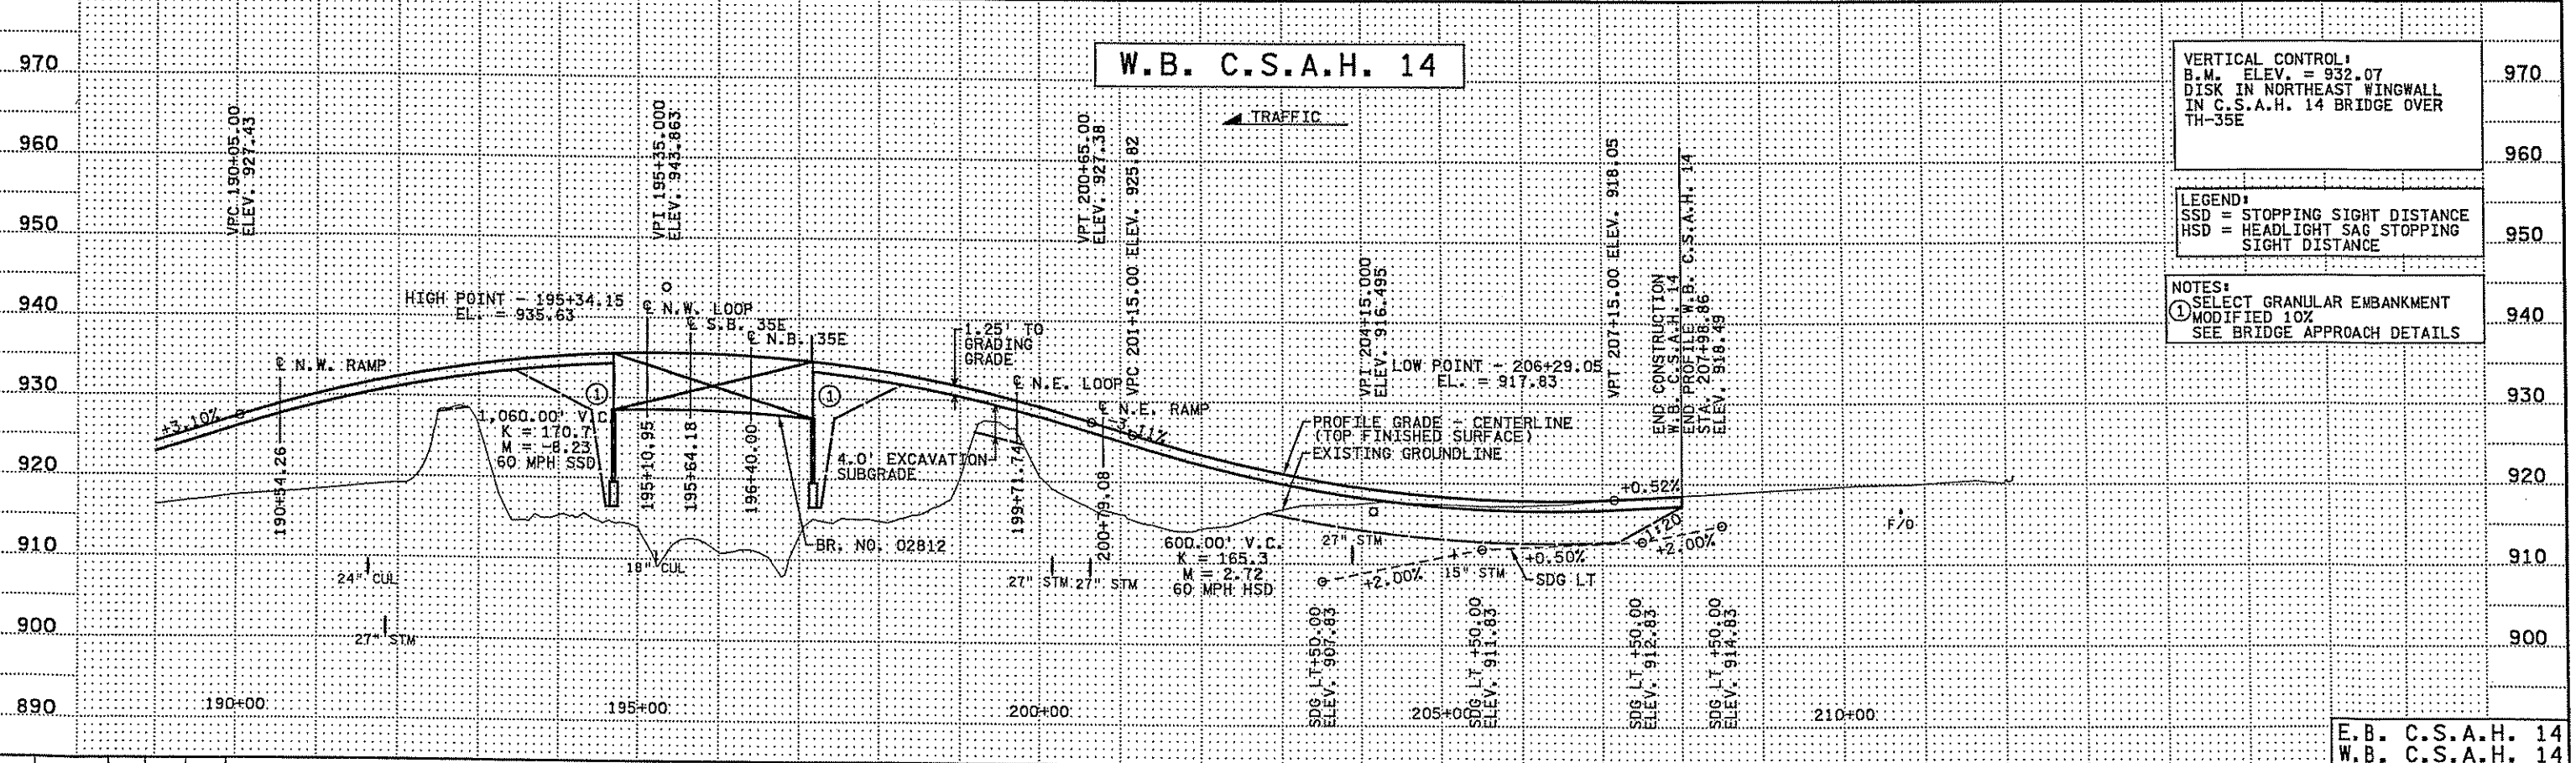 W.B. C.S.A.H. 14
TRAFFIC
VERTICAL CONTROL:
B.M. ELEV. = 932.07
DISK IN NORTHEAST WINGWALL
IN C.S.A.H. 14 BRIDGE OVER
TH-35E
LEGEND:
SSD = STOPPING SIGHT DISTANCE
HSD = HEADLIGHT SAG STOPPING
SIGHT DISTANCE
NOTES:
1 SELECT GRANULAR EMBANKMENT
MODIFIED 10%
SEE BRIDGE APPROACH DETAILS
970
960
950
940
930
920
910
900
890
970
960
950
940
930
920
910
900
VPC 190+05.00
ELEV. 927.43
VPI 195+35.000
ELEV. 943.863
VPT 200+65.00
ELEV. 927.38
VPC 201+15.00 ELEV. 925.82
VPI 204+15.000
ELEV. 916.495
VPT 207+15.00 ELEV. 918.05
END CONSTRUCTION
W.B. C.S.A.H. 14
END PROFILE W.B. C.S.A.H. 14
STA. 207+98.86
ELEV. 918.49
HIGH POINT - 195+34.15
EL. = 935.63
℄ N.W. LOOP
℄ S.B. 35E
℄ N.B. 35E
℄ N.W. RAMP
1.25' TO
GRADING
GRADE
℄ N.E. LOOP
℄ N.E. RAMP
LOW POINT - 206+29.05
EL. = 917.83
+3.10%
-3.11%
1
1
1,060.00' V.C.
K = 170.7
M = -8.23
60 MPH SSD
190+54.26
195+10.95
195+64.18
196+40.00
199+71.74
200+79.08
4.0' EXCAVATION
SUBGRADE
PROFILE GRADE - CENTERLINE
(TOP FINISHED SURFACE)
EXISTING GROUNDLINE
+0.52%
BR. NO. 02812
600.00' V.C.
K = 165.3
M = 2.72
60 MPH HSD
24" CUL
27" STM
18" CUL
27" STM
27" STM
27" STM
15" STM
+2.00%
+0.50%
SDG LT
1:20
+2.00%
F/O
SDG LT+50.00
ELEV. 907.83
SDG LT +50.00
ELEV. 911.83
SDG LT +50.00
ELEV. 912.83
SDG LT +50.00
ELEV. 914.83
190+00
195+00
200+00
205+00
210+00
E.B. C.S.A.H. 14
W.B. C.S.A.H. 14